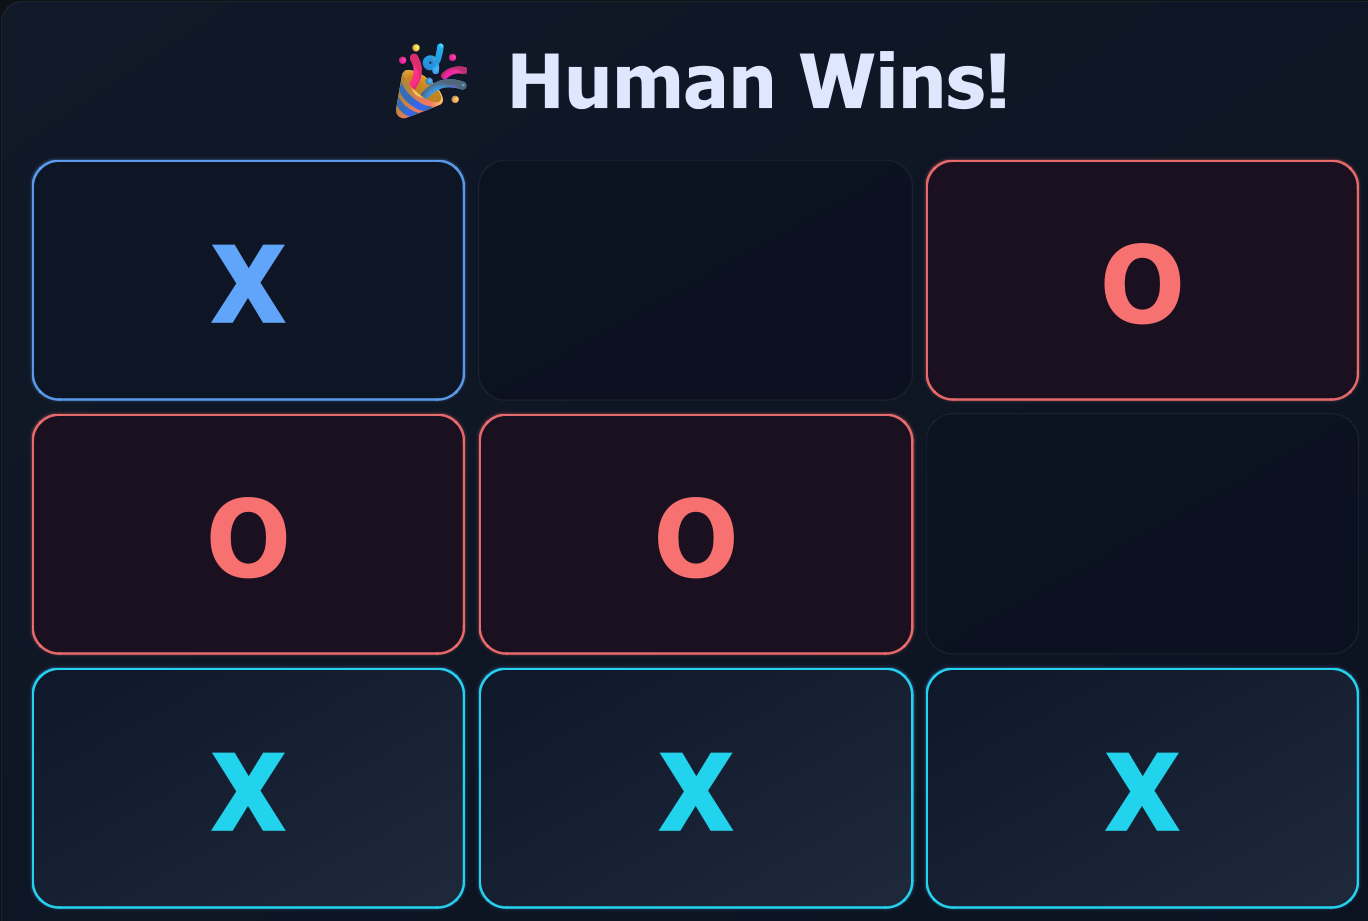 🎉 Human Wins!
X O
O O
X X X